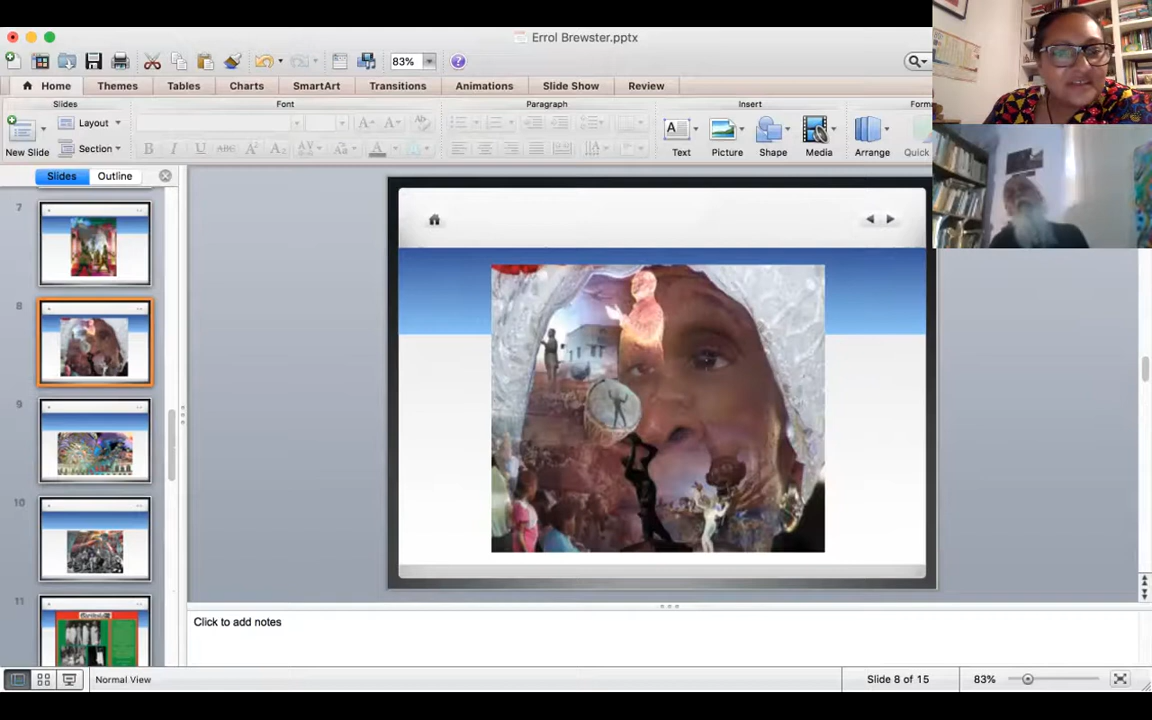 Errol Brewster.pptx
83%
Home Themes Tables Charts SmartArt Transitions Animations Slide Show Review
Slides Font Paragraph Insert
Layout
New Slide
Section
B I U ABC
Text Picture Shape Media Arrange Quick
Slides Outline
7
8
9
10
11
Click to add notes
Normal View Slide 8 of 15 83%